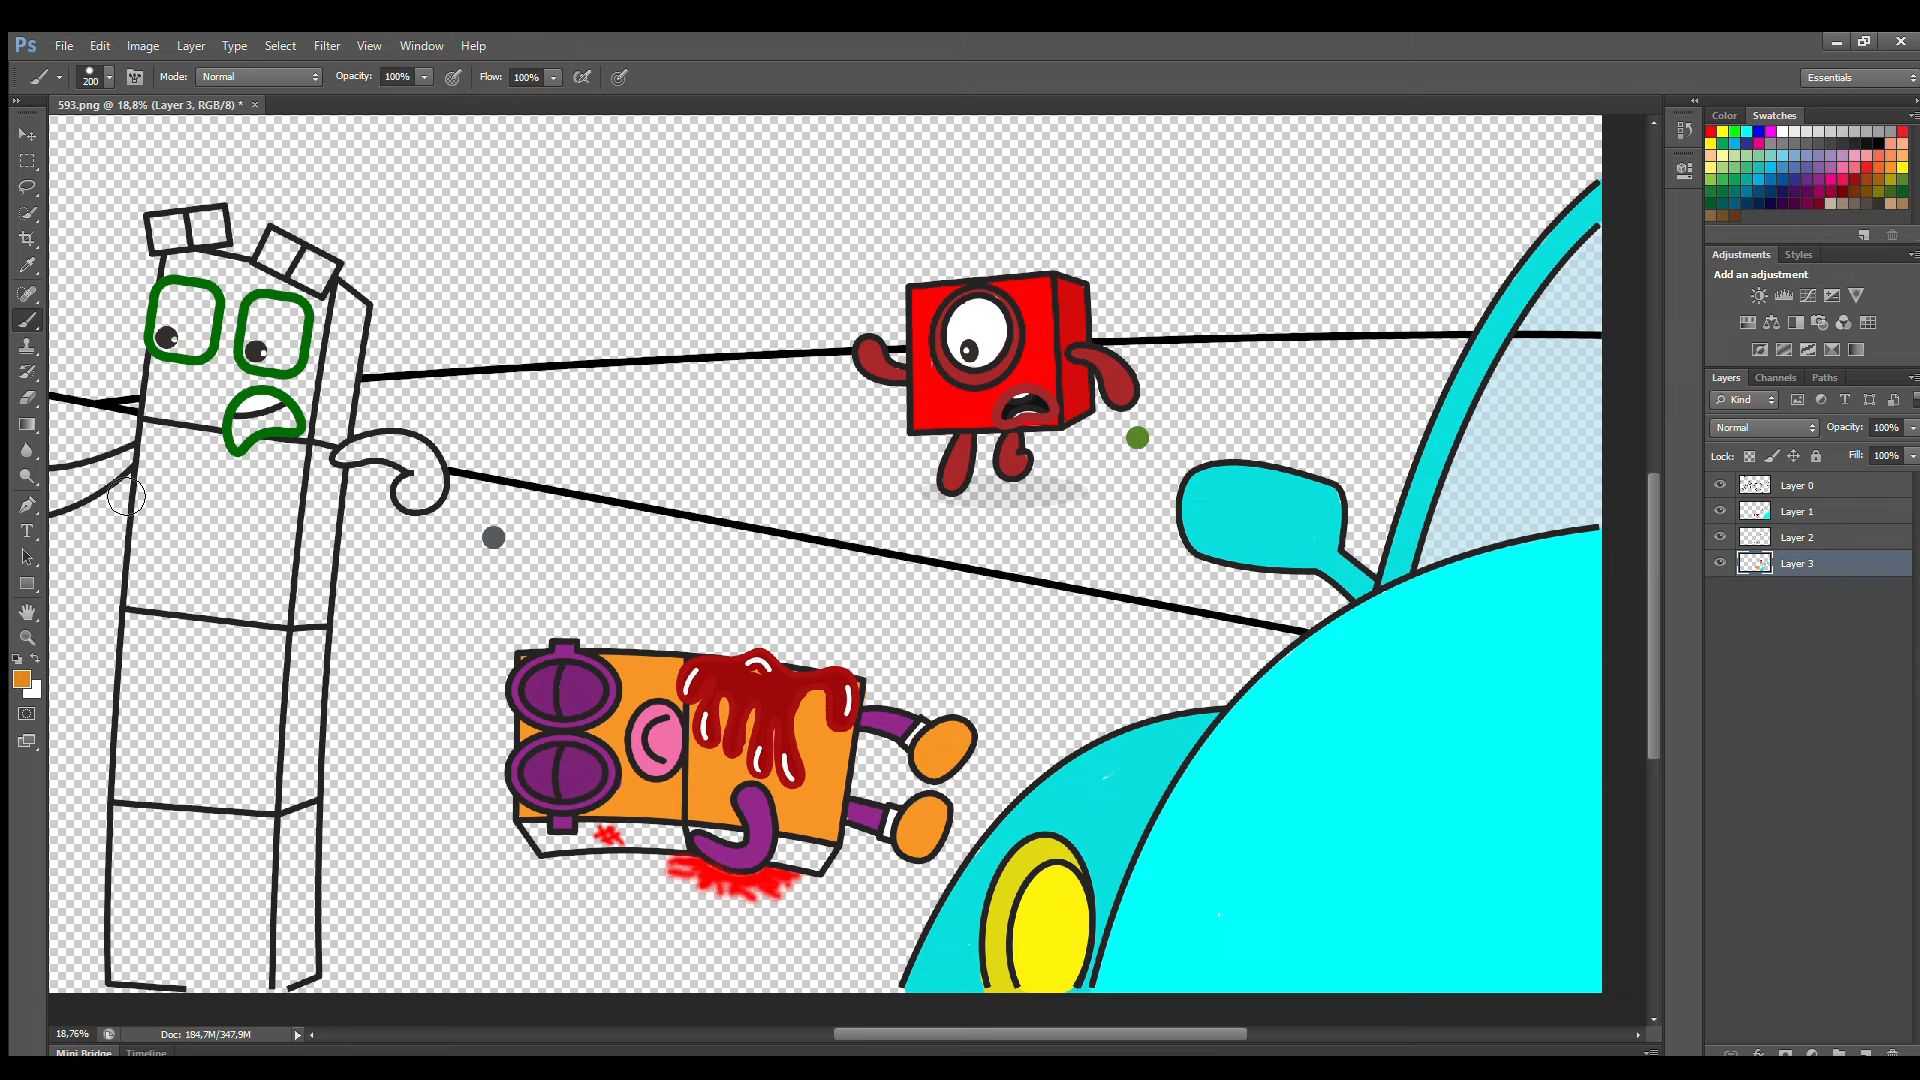 Ps File Edit Image Layer Type Select Filter View Window Help
200 Mode: Normal Opacity: 100% Flow: 100% Essentials
593.png @ 18,8% (Layer 3, RGB/8) * ×
Color Swatches
Adjustments Styles
Add an adjustment
Layers Channels Paths
Kind
Normal Opacity: 100%
Lock: Fill: 100%
Layer 0
Layer 1
Layer 2
Layer 3
18,76% Doc: 184,7M/347,9M
Mini Bridge Timeline